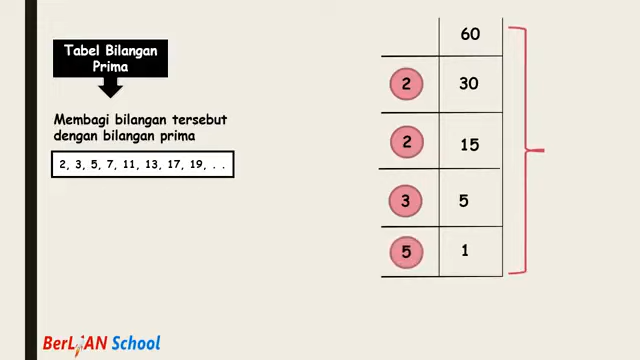 Tabel Bilangan
Prima
Membagi bilangan tersebut
dengan bilangan prima
2, 3, 5, 7, 11, 13, 17, 19, . .
60
2 30
2 15
3 5
5 1
BerLiAN School